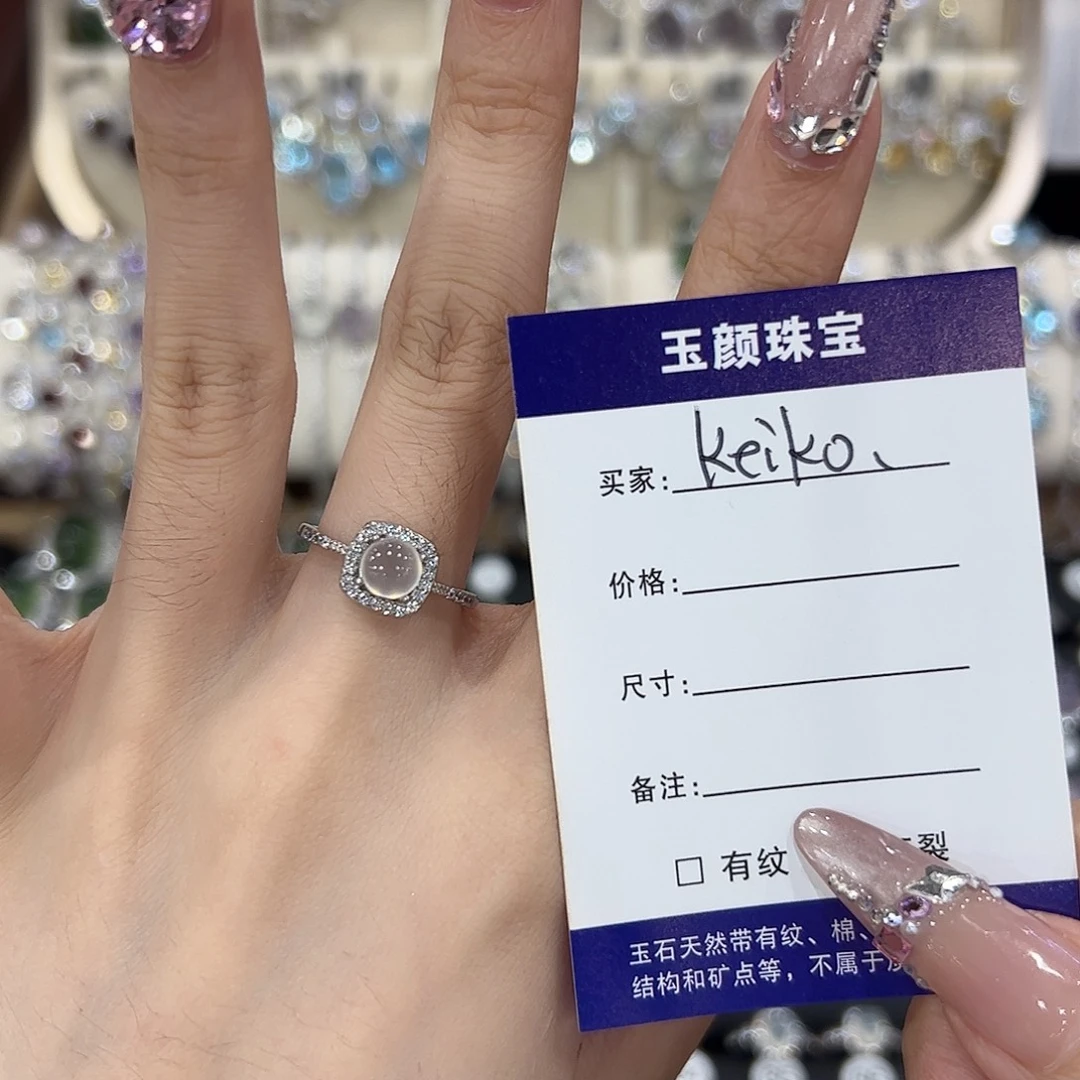 玉颜珠宝
买家: keiko、
价格:
尺寸:
备注:
□ 有纹 裂
玉石天然带有纹、棉、
结构和矿点等，不属于